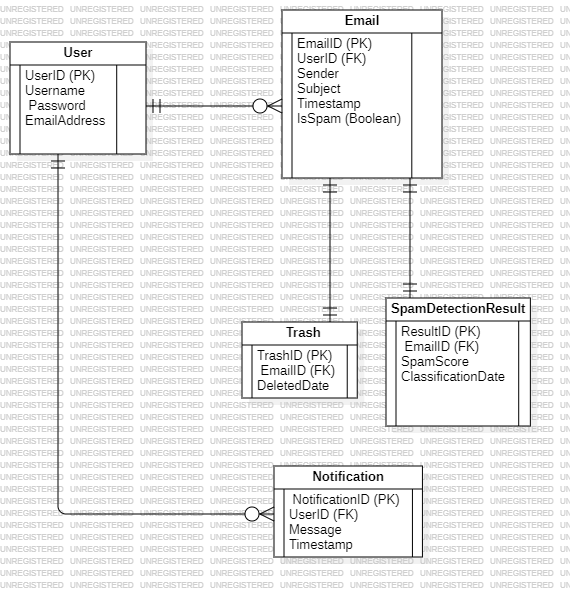 Email
EmailID (PK)
UserID (FK)
Sender
Subject
Timestamp
IsSpam (Boolean)
User
UserID (PK)
Username
Password
EmailAddress
SpamDetectionResult
ResultID (PK)
EmailID (FK)
SpamScore
ClassificationDate
Trash
TrashID (PK)
EmailID (FK)
DeletedDate
Notification
NotificationID (PK)
UserID (FK)
Message
Timestamp
UNREGISTERED